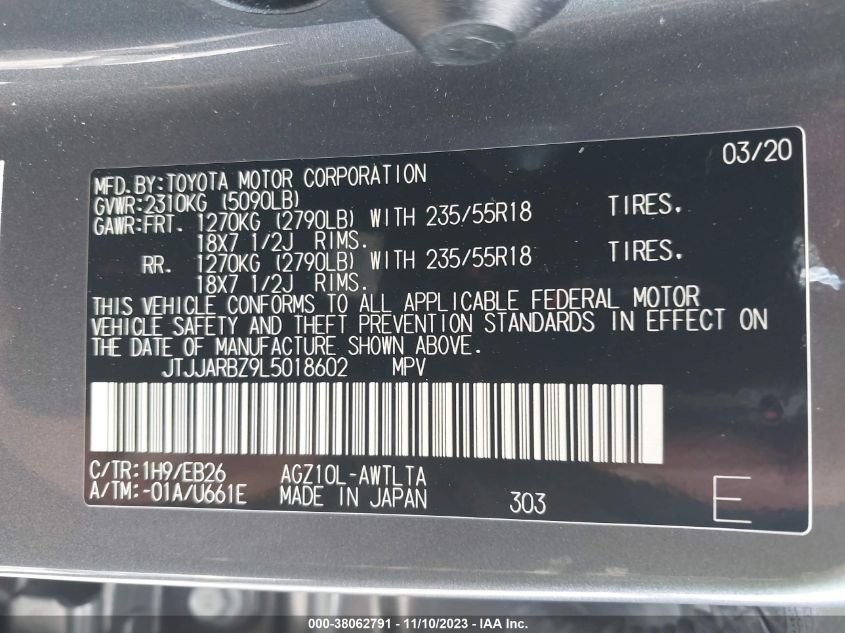 03/20
MFD. BY:TOYOTA MOTOR CORPORATION
GVWR:2310KG (5090LB)
GAWR:FRT. 1270KG (2790LB) WITH 235/55R18 TIRES.
18X7 1/2J RIMS.
RR. 1270KG (2790LB) WITH 235/55R18 TIRES.
18X7 1/2J RIMS.
THIS VEHICLE CONFORMS TO ALL APPLICABLE FEDERAL MOTOR
VEHICLE SAFETY AND THEFT PREVENTION STANDARDS IN EFFECT ON
THE DATE OF MANUFACTURE SHOWN ABOVE.
JTJJARBZ9L5018602 MPV
C/TR:1H9/EB26 AGZ10L-AWTLTA
A/TM:-01A/U661E MADE IN JAPAN 303 E
000-38062791 - 11/10/2023 - IAA Inc.